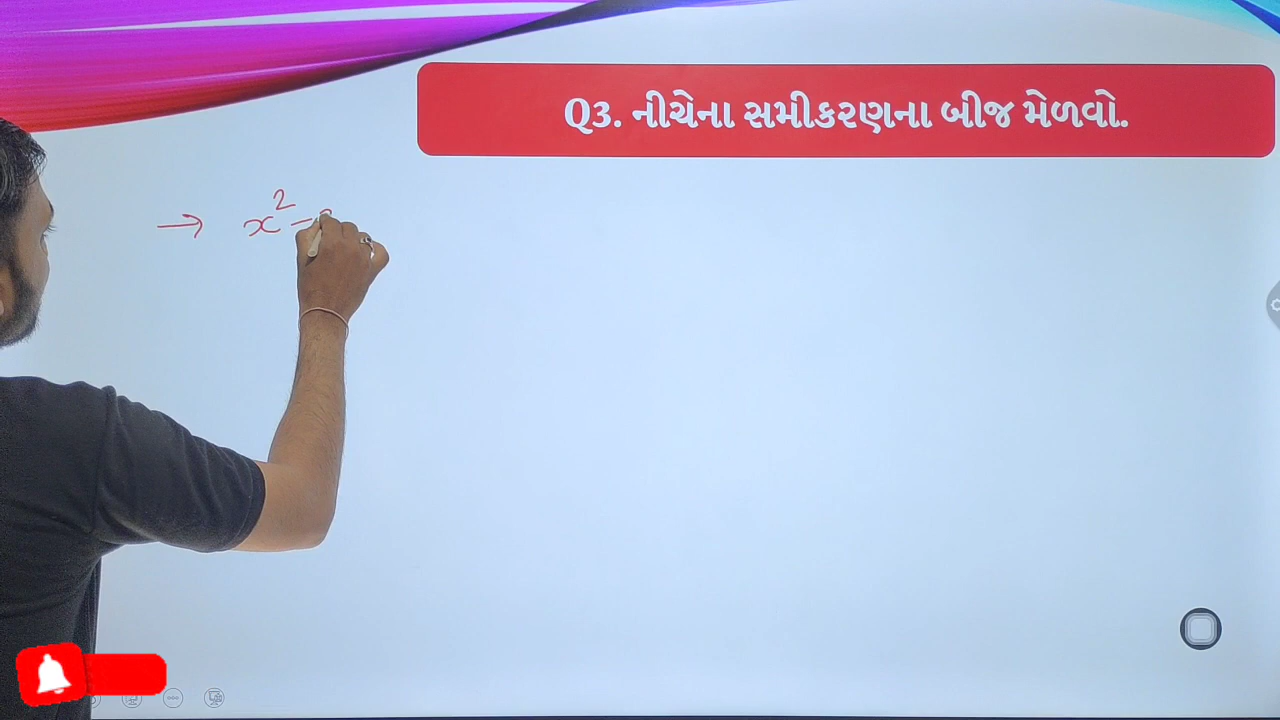 Q3. નીચેના સમીકરણના બીજ મેળવો.
→ x² -